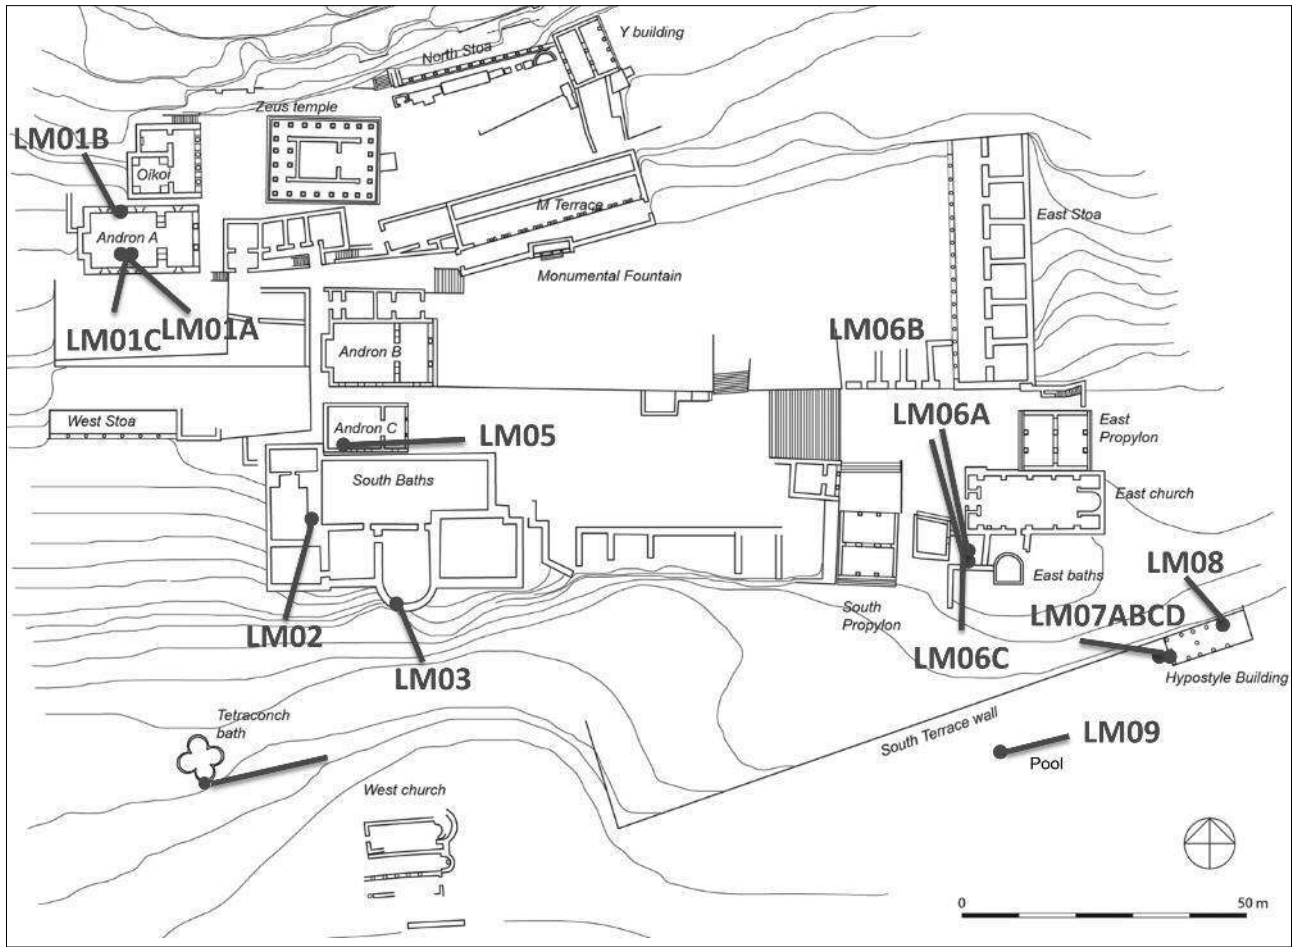 Y building
North Stoa
Zeus temple
LM01B
Oikoi
M Terrace
East Stoa
Andron A
Monumental Fountain
LM01C
LM01A
LM06B
Andron B
West Stoa
Andron C
LM05
LM06A
East
Propylon
South Baths
East church
LM08
East baths
LM07ABCD
South
Propylon
LM02
LM06C
LM03
Hypostyle Building
Tetraconch
bath
South Terrace wall
LM09
Pool
West church
0
50 m